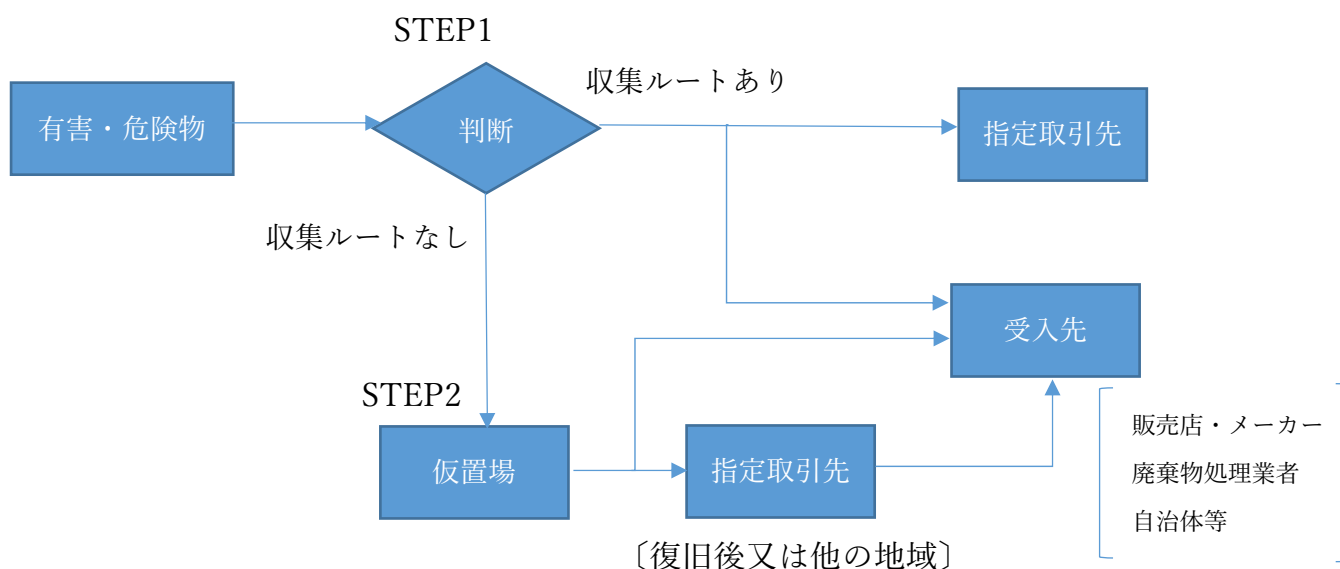 STEP1
収集ルートあり
有害・危険物
判断
指定取引先
収集ルートなし
受入先
STEP2
仮置場
指定取引先
販売店・メーカー
廃棄物処理業者
自治体等
〔復旧後又は他の地域〕